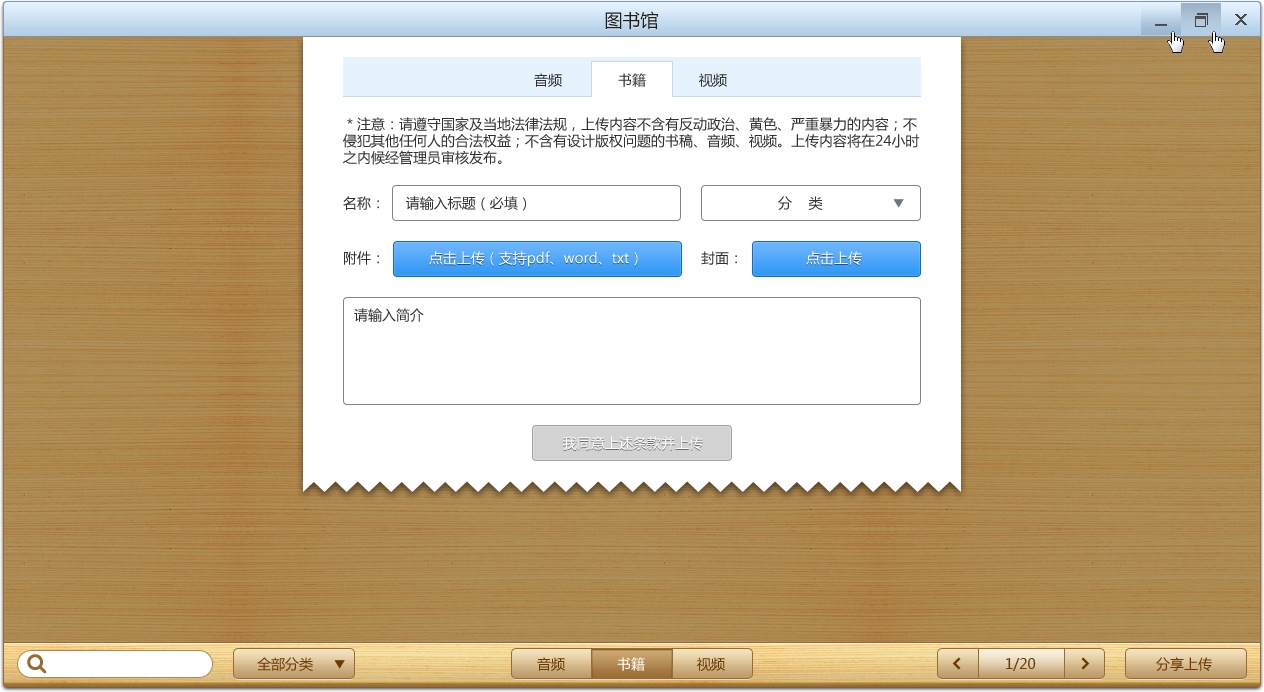 图书馆
音频 书籍 视频
* 注意：请遵守国家及当地法律法规，上传内容不含有反动政治、黄色、严重暴力的内容；不
侵犯其他任何人的合法权益；不含有设计版权问题的书稿、音频、视频。上传内容将在24小时
之内候经管理员审核发布。
名称： 请输入标题（必填） 分 类
附件： 点击上传（支持pdf、word、txt） 封面： 点击上传
请输入简介
我同意上述条款并上传
全部分类 音频 书籍 视频 1/20 分享上传